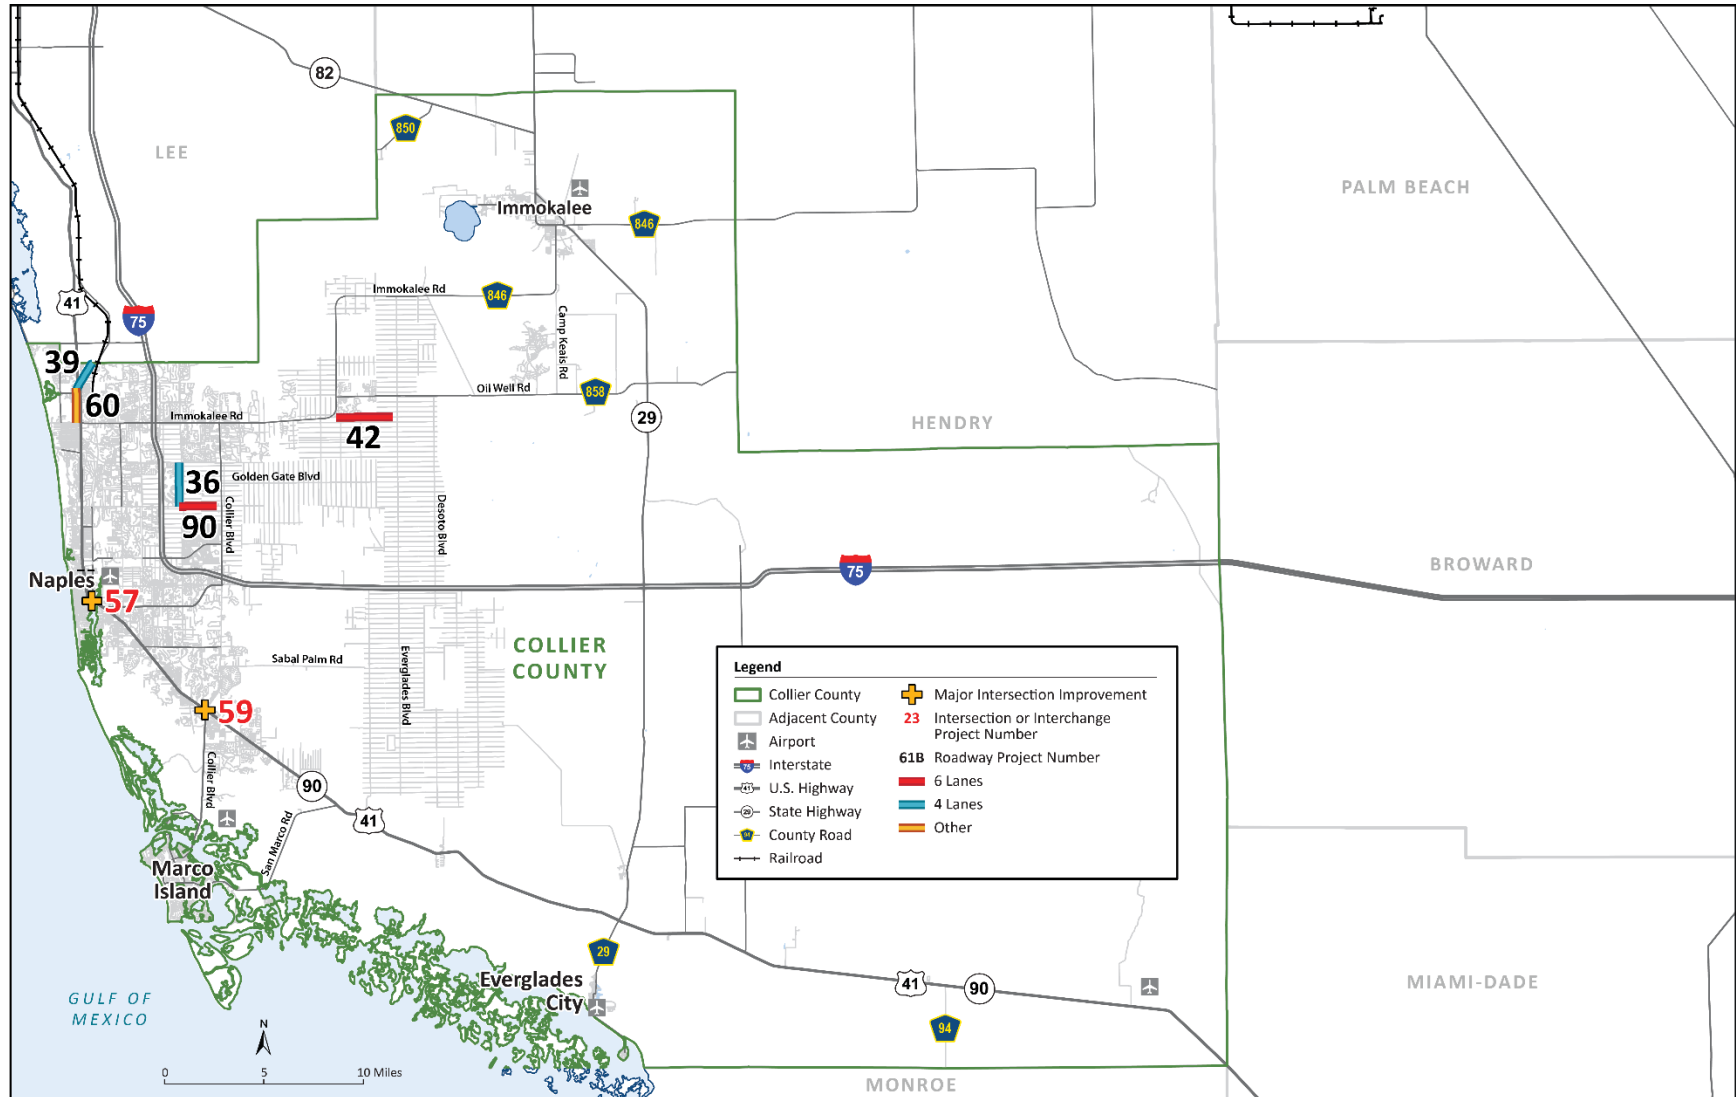 82
850
LEE
PALM BEACH
Immokalee
846
41
75
Immokalee Rd
846
Camp Keais Rd
39
60
Oil Well Rd
858
Immokalee Rd
42
29
HENDRY
36
Golden Gate Blvd
90
Collier Blvd
Desoto Blvd
75
BROWARD
Naples
57
COLLIER
COUNTY
Sabal Palm Rd
Everglades Blvd
59
Collier Blvd
90
41
San Marco Rd
Marco
Island
Legend
Collier County
Adjacent County
Airport
75
Interstate
41
U.S. Highway
29
State Highway
94
County Road
Railroad
Major Intersection Improvement
23
Intersection or Interchange
Project Number
61B
Roadway Project Number
6 Lanes
4 Lanes
Other
29
Everglades
City
41
90
94
MIAMI-DADE
GULF OF
MEXICO
N
0
5
10 Miles
MONROE